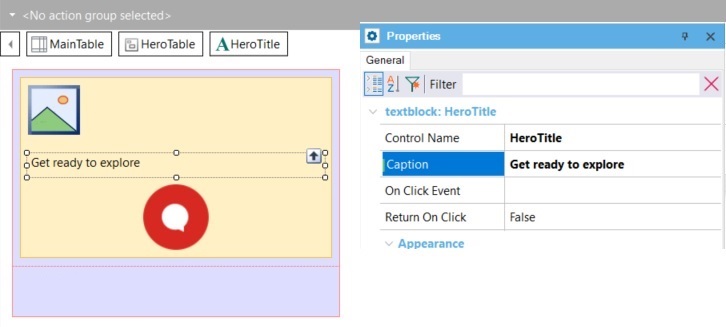 <No action group selected>
MainTable
HeroTable
HeroTitle
Get ready to explore
Properties
General
Filter
textblock: HeroTitle
Control Name HeroTitle
Caption Get ready to explore
On Click Event
Return On Click False
Appearance